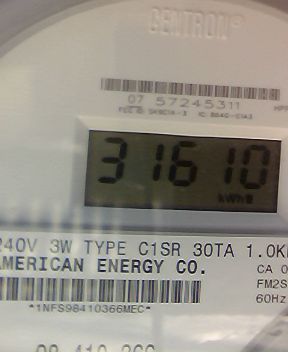 CENTRON®
07 57245311
31610
kWh
240V 3W TYPE C1SR 30TA 1.0K
AMERICAN ENERGY CO.
CA 0
FM2S
60Hz
*1NFS98410366MEC*